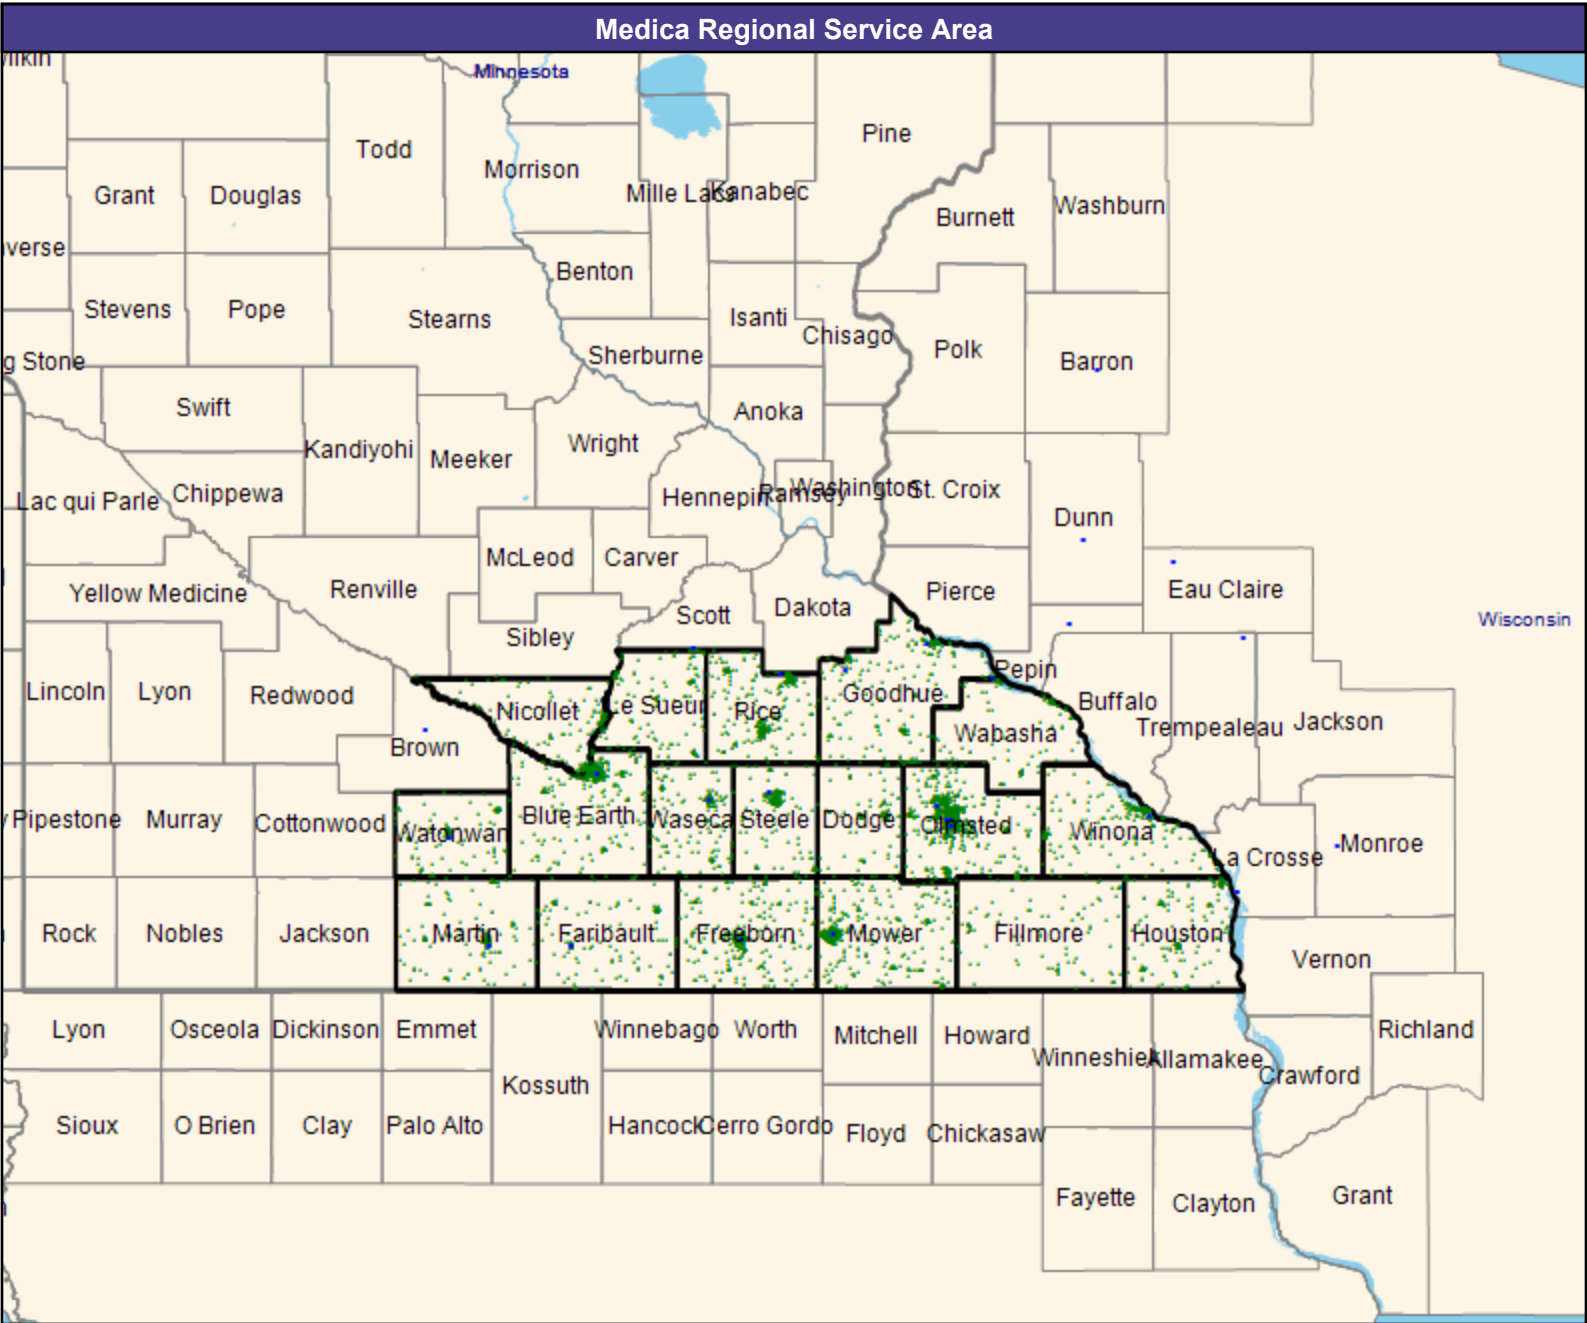 Medica Regional Service Area
Minnesota
Pine
Todd
Morrison
Mille Lacs
Kanabec
Grant
Douglas
Burnett
Washburn
Benton
Stevens
Pope
Stearns
Isanti
Chisago
Sherburne
Polk
Barron
g Stone
Swift
Anoka
Kandiyohi
Wright
Meeker
Lac qui Parle
Chippewa
Hennepin
Ramsey
Washington
St. Croix
Dunn
McLeod
Carver
Yellow Medicine
Renville
Scott
Dakota
Pierce
Eau Claire
Wisconsin
Sibley
Pepin
Lincoln
Lyon
Redwood
Nicollet
Le Sueur
Rice
Goodhue
Buffalo
Trempealeau
Jackson
Brown
Wabasha
Pipestone
Murray
Cottonwood
Watonwan
Blue Earth
Waseca
Steele
Dodge
Olmsted
Winona
La Crosse
Monroe
Rock
Nobles
Jackson
Martin
Faribault
Freeborn
Mower
Fillmore
Houston
Vernon
Lyon
Osceola
Dickinson
Emmet
Winnebago
Worth
Mitchell
Howard
Winneshiek
Allamakee
Richland
Crawford
Kossuth
Sioux
O Brien
Clay
Palo Alto
Hancock
Cerro Gordo
Floyd
Chickasaw
Fayette
Clayton
Grant